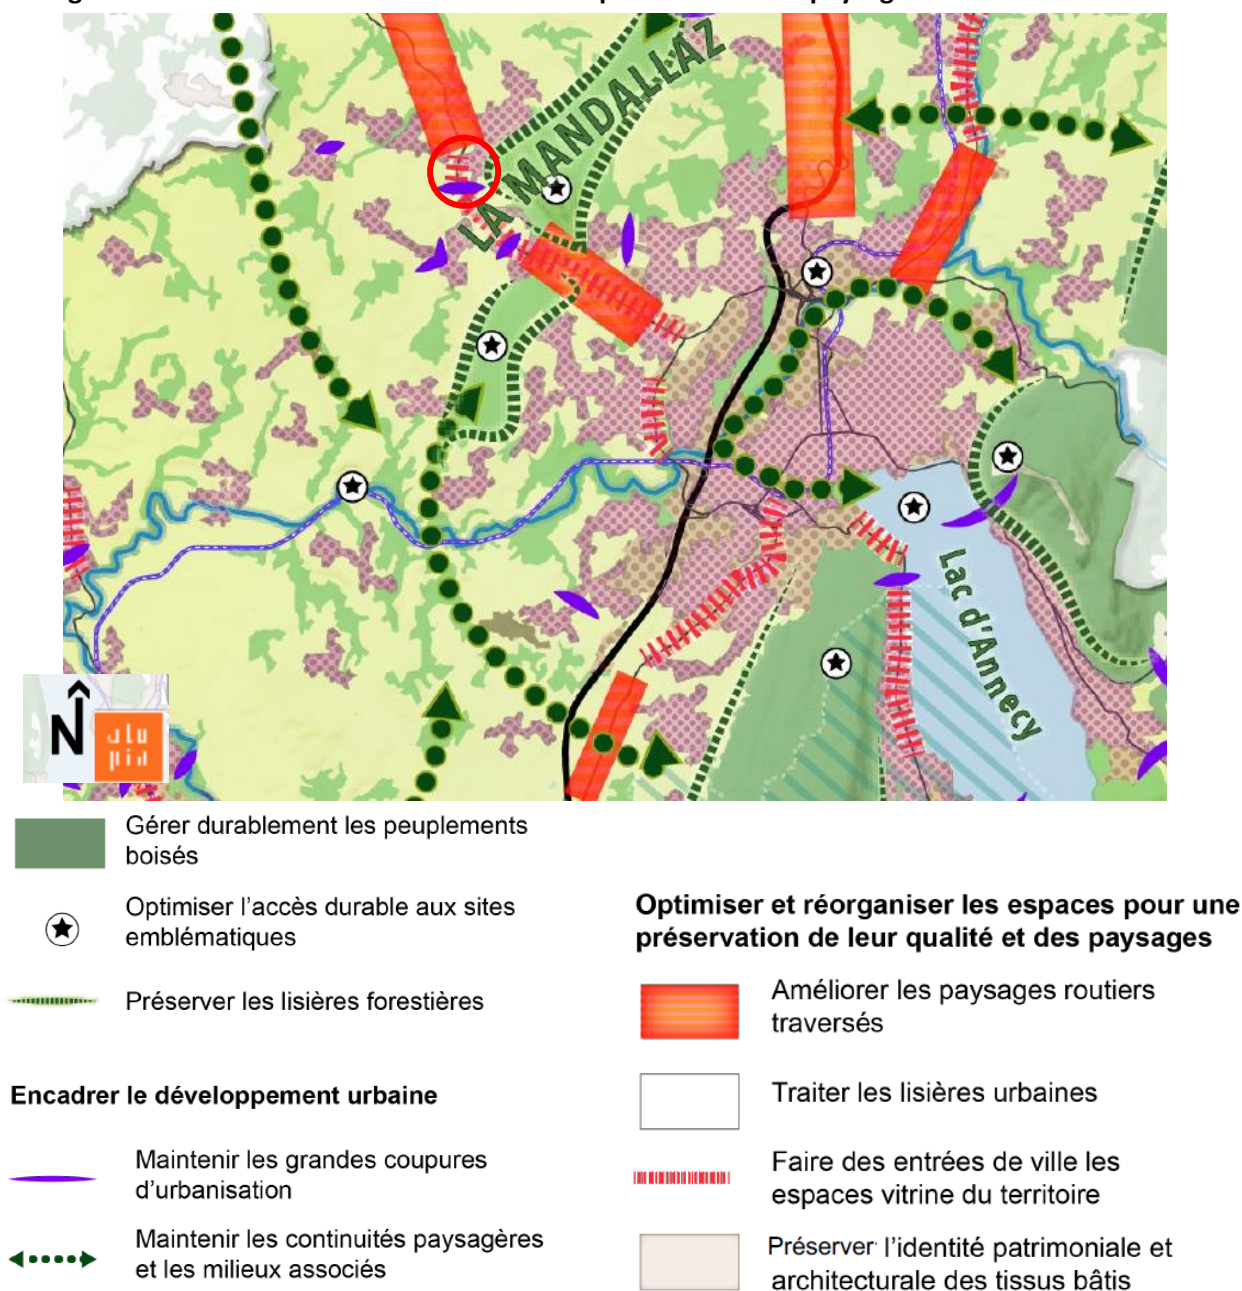 LA MANDALLAZ
Lac d'Annecy
N
alu
pia
Gérer durablement les peuplements
boisés
Optimiser l'accès durable aux sites
emblématiques
Préserver les lisières forestières
Encadrer le développement urbaine
Maintenir les grandes coupures
d'urbanisation
Maintenir les continuités paysagères
et les milieux associés
Optimiser et réorganiser les espaces pour une
préservation de leur qualité et des paysages
Améliorer les paysages routiers
traversés
Traiter les lisières urbaines
Faire des entrées de ville les
espaces vitrine du territoire
Préserver l'identité patrimoniale et
architecturale des tissus bâtis